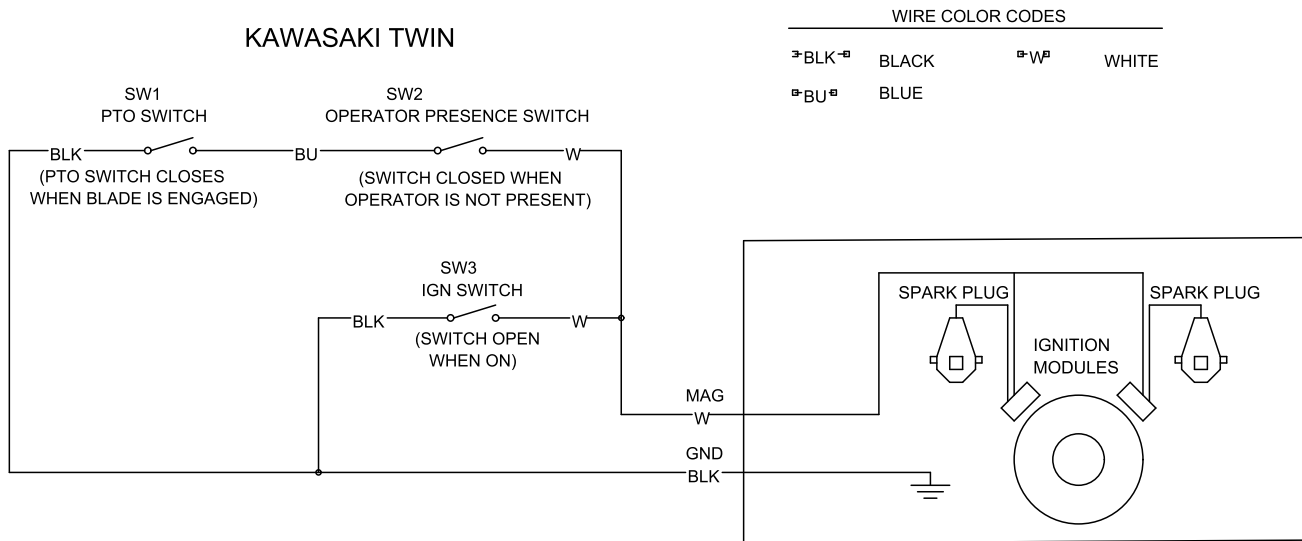 KAWASAKI TWIN
WIRE COLOR CODES
BLK BLACK W WHITE
BU BLUE
SW1
PTO SWITCH
SW2
OPERATOR PRESENCE SWITCH
BLK
BU
W
(PTO SWITCH CLOSES
WHEN BLADE IS ENGAGED)
(SWITCH CLOSED WHEN
OPERATOR IS NOT PRESENT)
SW3
IGN SWITCH
BLK
W
(SWITCH OPEN
WHEN ON)
SPARK PLUG
SPARK PLUG
IGNITION
MODULES
MAG
W
GND
BLK